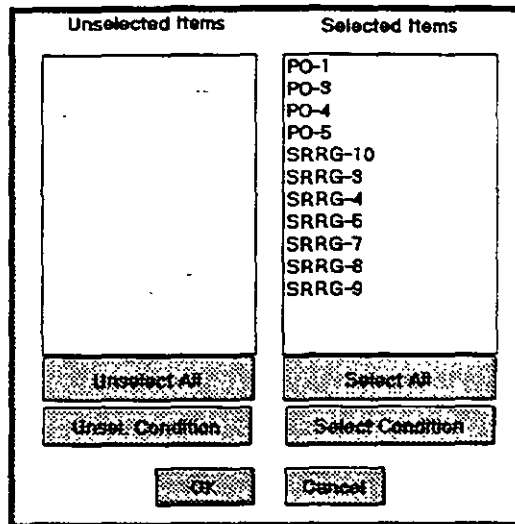 Unselected Items
Selected Items
PO-1
PO-3
PO-4
PO-5
SRRG-10
SRRG-3
SRRG-4
SRRG-6
SRRG-7
SRRG-8
SRRG-9
Unselect All
Select All
Unsel. Condition
Select Condition
OK
Cancel